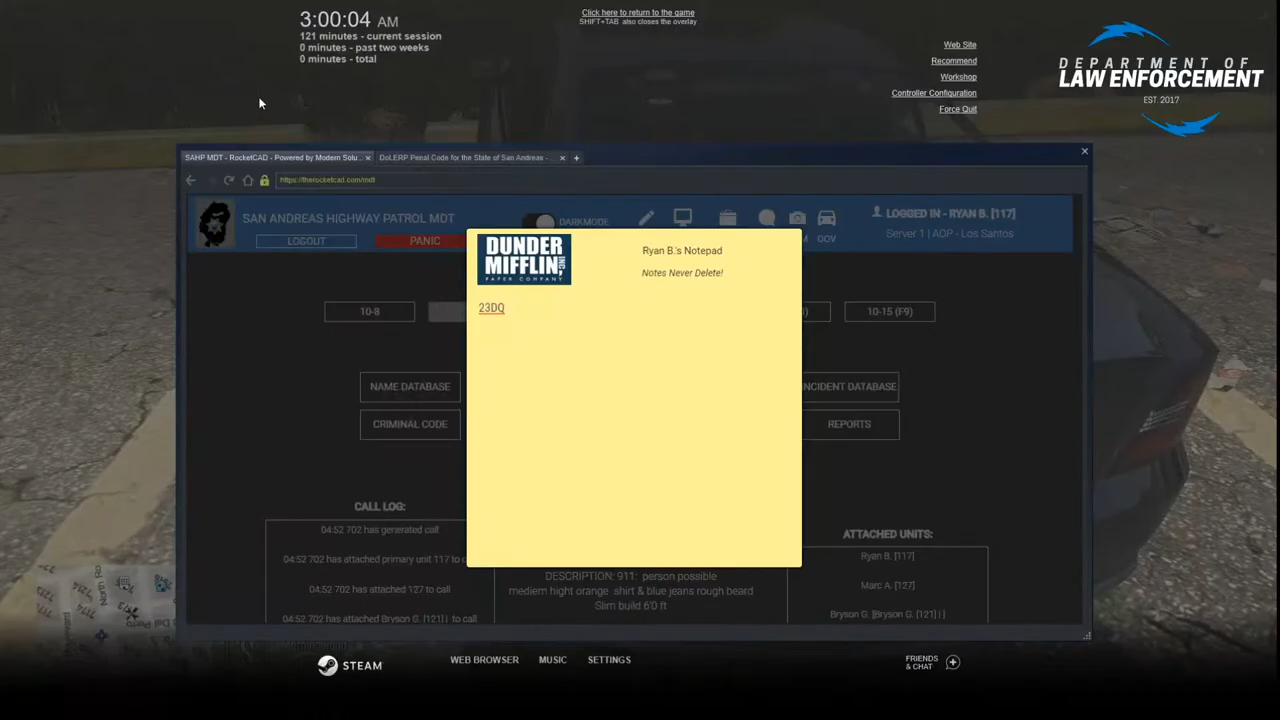 3:00:04 AM
121 minutes - current session
0 minutes - past two weeks
0 minutes - total
Click here to return to the game
SHIFT+TAB also closes the overlay
Web Site
Recommend
Workshop
Controller Configuration
Force Quit
DEPARTMENT OF
LAW ENFORCEMENT
EST. 2017
SAHP MDT - RocketCAD - Powered by Modern Solu...
DoLERP Penal Code for the State of San Andreas - ...
https://therocketcad.com/mdt
SAN ANDREAS HIGHWAY PATROL MDT
LOGOUT
PANIC
DARKMODE
OOV
LOGGED IN - RYAN B. [117]
Server 1 | AOP - Los Santos
DUNDER
MIFFLIN INC.
PAPER COMPANY
Ryan B.'s Notepad
Notes Never Delete!
23DQ
10-8
10-15 (F9)
NAME DATABASE
INCIDENT DATABASE
CRIMINAL CODE
REPORTS
CALL LOG:
04:52 702 has generated call
04:52 702 has attached primary unit 117 to c
04:52 702 has attached 127 to call
04:52 702 has attached Bryson G. [121] | to call
DESCRIPTION: 911: person possible
mediem hight orange shirt & blue jeans rough beard
Slim build 6'0 ft
ATTACHED UNITS:
Ryan B. [117]
Marc A. [127]
Bryson G. |[Bryson G. [121] | ]
STEAM
WEB BROWSER
MUSIC
SETTINGS
FRIENDS
& CHAT